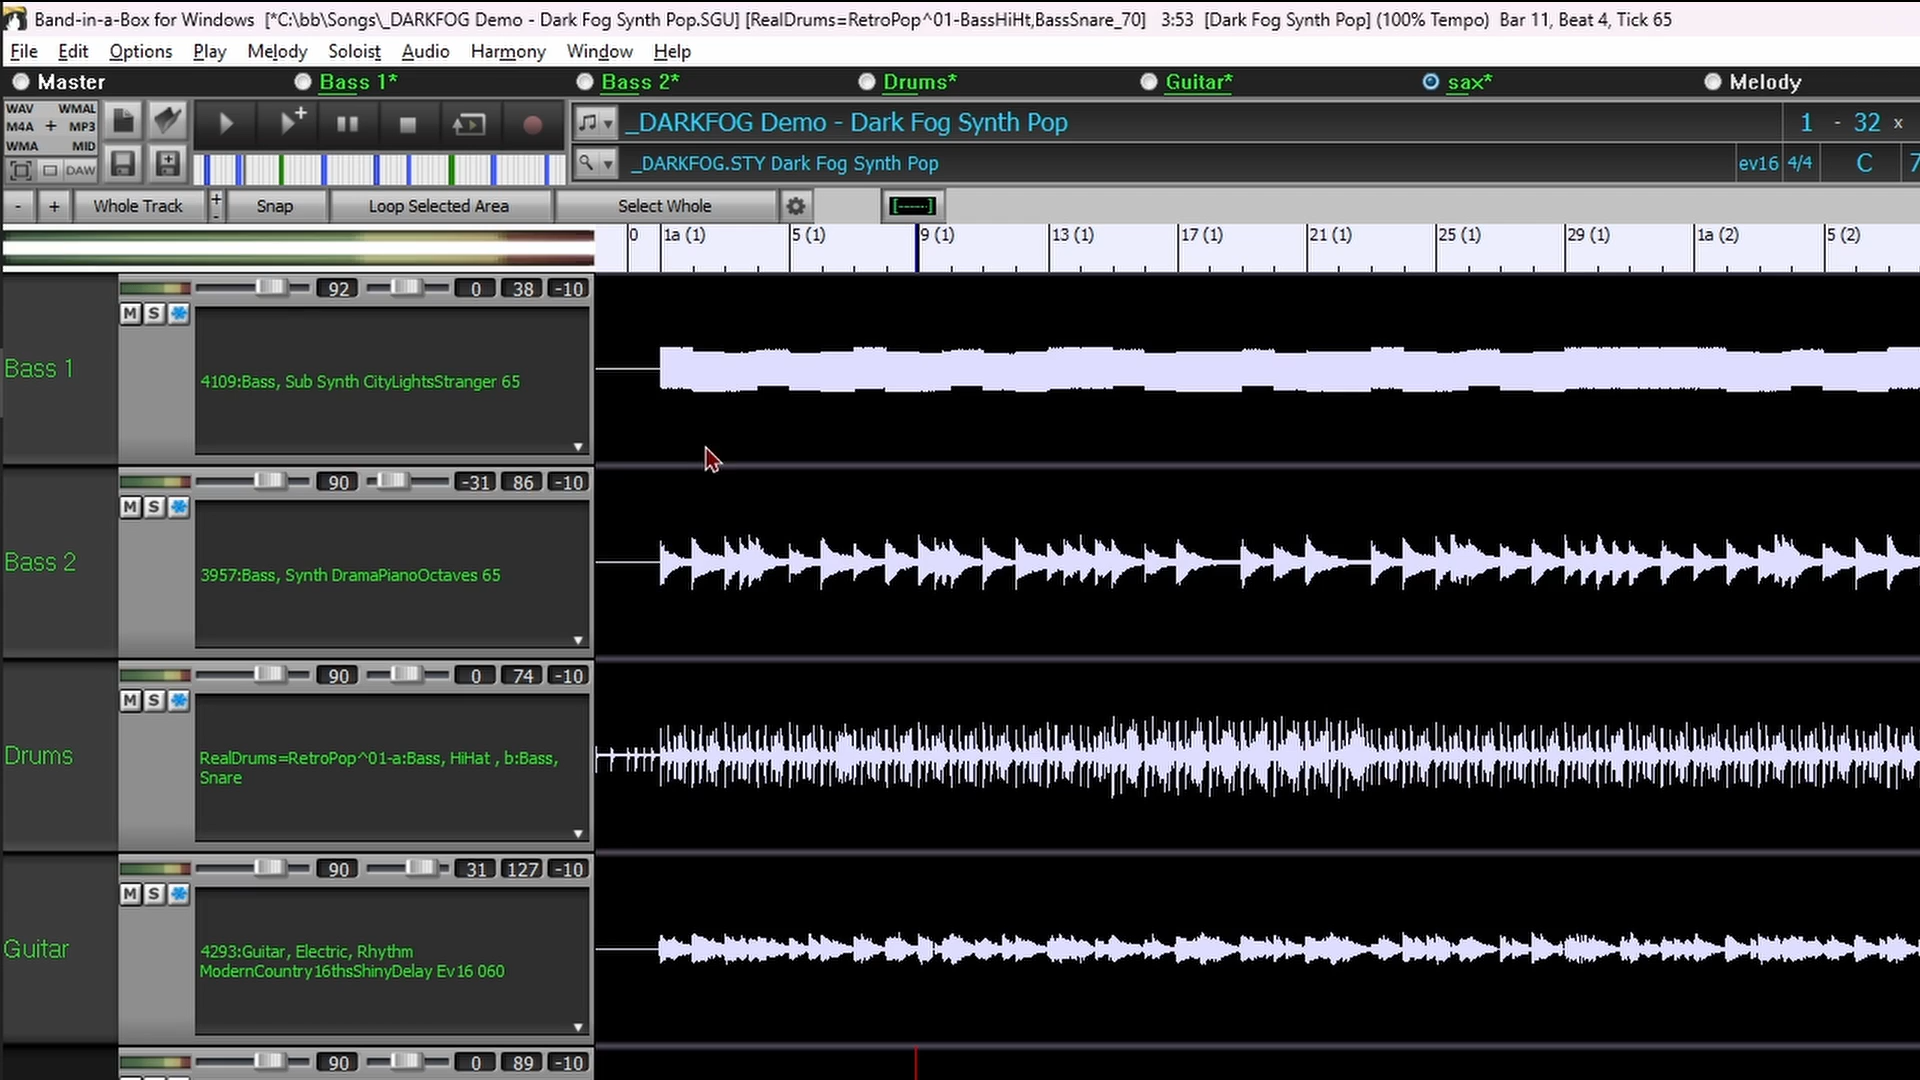 Band-in-a-Box for Windows [*C:\bb\Songs\_DARKFOG Demo - Dark Fog Synth Pop.SGU] [RealDrums=RetroPop^01-BassHiHt,BassSnare_70] 3:53 [Dark Fog Synth Pop] (100% Tempo) Bar 11, Beat 4, Tick 65
File Edit Options Play Melody Soloist Audio Harmony Window Help
Master Bass 1* Bass 2* Drums* Guitar* sax* Melody
WAV WMAL
M4A + MP3
WMA MID
DAW
_DARKFOG Demo - Dark Fog Synth Pop 1 - 32 x
_DARKFOG.STY Dark Fog Synth Pop ev16 4/4 C 7
- + Whole Track + - Snap Loop Selected Area Select Whole
0 1a (1) 5 (1) 9 (1) 13 (1) 17 (1) 21 (1) 25 (1) 29 (1) 1a (2) 5 (2)
92 0 38 -10
M S
Bass 1
4109:Bass, Sub Synth CityLightsStranger 65
90 -31 86 -10
M S
Bass 2
3957:Bass, Synth DramaPianoOctaves 65
90 0 74 -10
M S
Drums
RealDrums=RetroPop^01-a:Bass, HiHat , b:Bass,
Snare
90 31 127 -10
M S
Guitar
4293:Guitar, Electric, Rhythm
ModernCountry16thsShinyDelay Ev16 060
90 0 89 -10